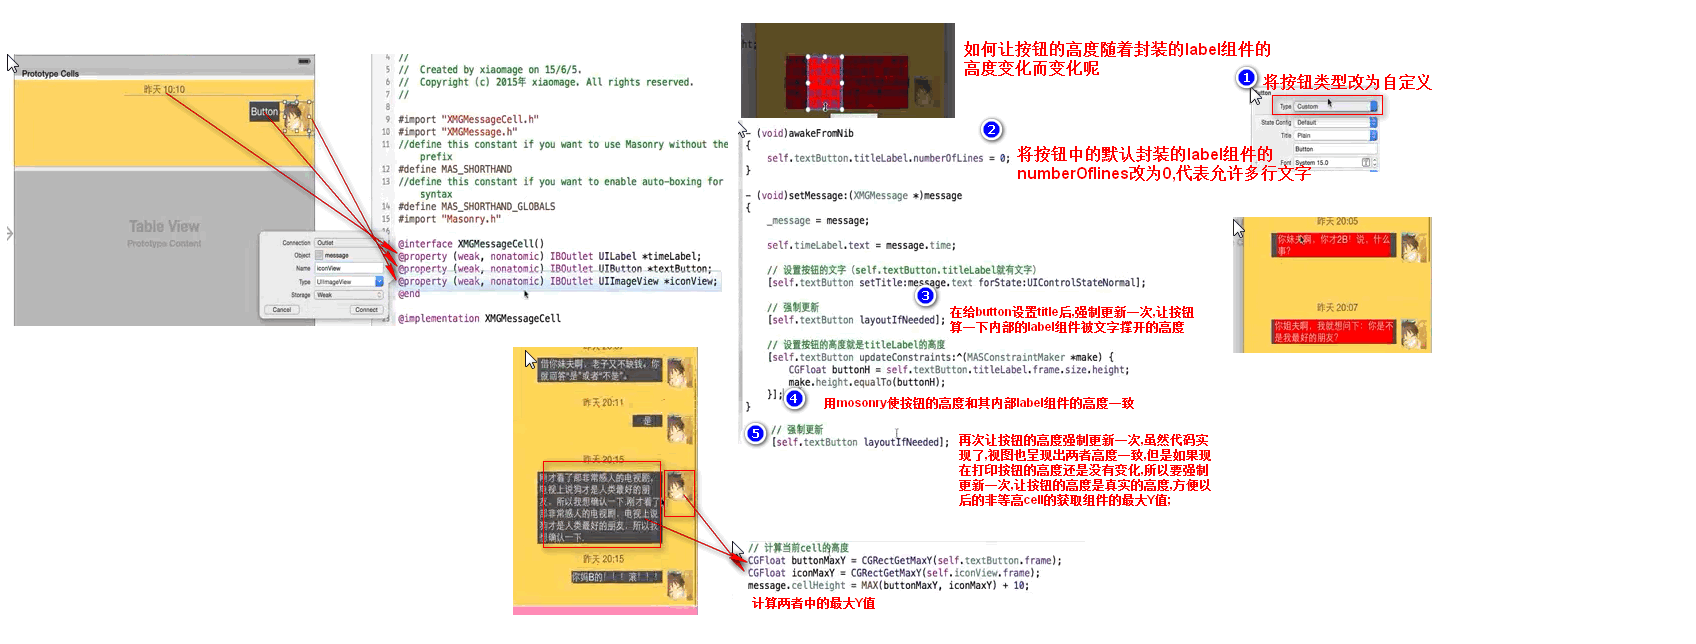 Prototype Cells
昨天 10:10
Button
Table View
Prototype Content
Connection Outlet
Object message
Name iconView
Type UIImageView
Storage Weak
Cancel Connect
4 //
5 // Created by xiaomage on 15/6/5.
6 // Copyright (c) 2015年 xiaomage. All rights reserved.
7 //
8
9 #import "XMGMessageCell.h"
10 #import "XMGMessage.h"
11 //define this constant if you want to use Masonry without the
prefix
12 #define MAS_SHORTHAND
13 //define this constant if you want to enable auto-boxing for
syntax
14 #define MAS_SHORTHAND_GLOBALS
15 #import "Masonry.h"
16
@interface XMGMessageCell()
@property (weak, nonatomic) IBOutlet UILabel *timeLabel;
@property (weak, nonatomic) IBOutlet UIButton *textButton;
@property (weak, nonatomic) IBOutlet UIImageView *iconView;
@end
@implementation XMGMessageCell
ht;
如何让按钮的高度随着封装的label组件的
高度变化而变化呢
1 将按钮类型改为自定义
Type Custom
State Config Default
Title Plain
Button
Font System 15.0
- (void)awakeFromNib
{
self.textButton.titleLabel.numberOfLines = 0;
}
2
将按钮中的默认封装的label组件的
numberOflines改为0,代表允许多行文字
- (void)setMessage:(XMGMessage *)message
{
_message = message;
self.timeLabel.text = message.time;
// 设置按钮的文字（self.textButton.titleLabel就有文字）
[self.textButton setTitle:message.text forState:UIControlStateNormal];
// 强制更新
[self.textButton layoutIfNeeded];
3
在给button设置title后,强制更新一次,让按钮
算一下内部的label组件被文字撑开的高度
// 设置按钮的高度就是titleLabel的高度
[self.textButton updateConstraints:^(MASConstraintMaker *make) {
CGFloat buttonH = self.textButton.titleLabel.frame.size.height;
make.height.equalTo(buttonH);
}];
}
4 用mosonry使按钮的高度和其内部label组件的高度一致
5 // 强制更新
[self.textButton layoutIfNeeded];
再次让按钮的高度强制更新一次,虽然代码实
现了,视图也呈现出两者高度一致,但是如果现
在打印按钮的高度还是没有变化,所以要强制
更新一次,让按钮的高度是真实的高度,方便以
后的非等高cell的获取组件的最大Y值;
昨天 20:05
你妹夫啊，你才2B！说，什么
事？
昨天 20:07
你姐夫啊，我就想问下：你是不
是我最好的朋友？
借你妹夫啊，老子又不缺钱，你
就回答“是”或者“不是”。
昨天 20:11
是
昨天 20:15
刚才看了部非常感人的电视剧，
电视上说狗才是人类最好的朋
友，所以我想确认一下.刚才看了
部非常感人的电视剧，电视上说
狗才是人类最好的朋友，所以我
想确认一下.
昨天 20:15
你妈B的！！！滚！！！
// 计算当前cell的高度
CGFloat buttonMaxY = CGRectGetMaxY(self.textButton.frame);
CGFloat iconMaxY = CGRectGetMaxY(self.iconView.frame);
message.cellHeight = MAX(buttonMaxY, iconMaxY) + 10;
计算两者中的最大Y值